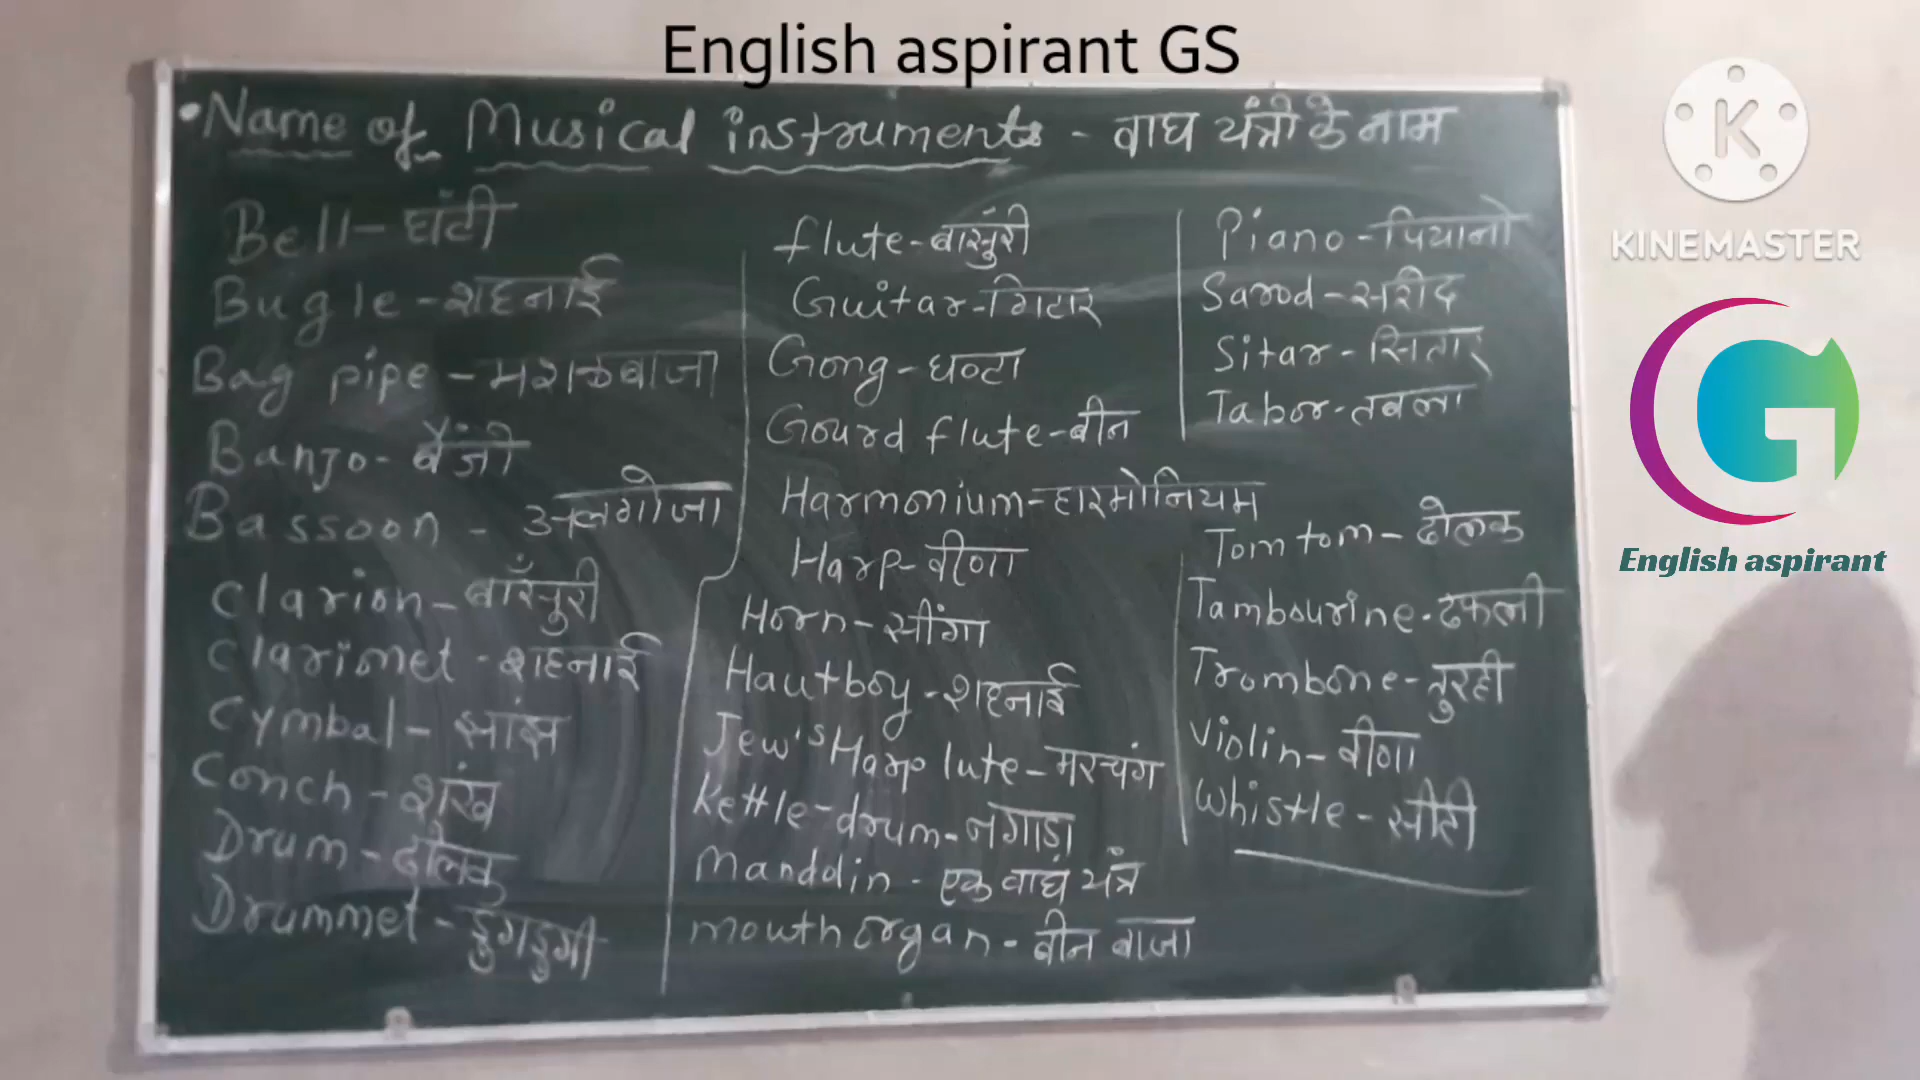 English aspirant GS
• Name of Musical instruments - वाघ यंत्रो के नाम
Bell - घंटी
Bugle - शहनाई
Bag pipe - मशकबाजा
Banjo - बैंजो
Bassoon - अलगोजा
Clarion - बाँसुरी
Clarimet - शहनाई
Cymbal - झांझ
Conch - शंख
Drum - ढोलक
Drummet - डुगडुगी
flute - बांसुरी
Guitar - गिटार
Gong - घण्टा
Gourd flute - बीन
Harmonium - हारमोनियम
Harp - वीणा
Horn - सींगा
Hautboy - शहनाई
Jew's Harp lute - मरचंग
Kettle-drum - नगाडा
Mandolin - एक वाघं यंत्र
mouth organ - बीन बाजा
Piano - पियानो
Sarod - सरोद
Sitar - सितार
Tabor - तबला
Tom tom - ढोलक
Tambourine - ढफली
Trombone - तुरही
Violin - वीणा
Whistle - सीटी
K
KINEMASTER
G
English aspirant